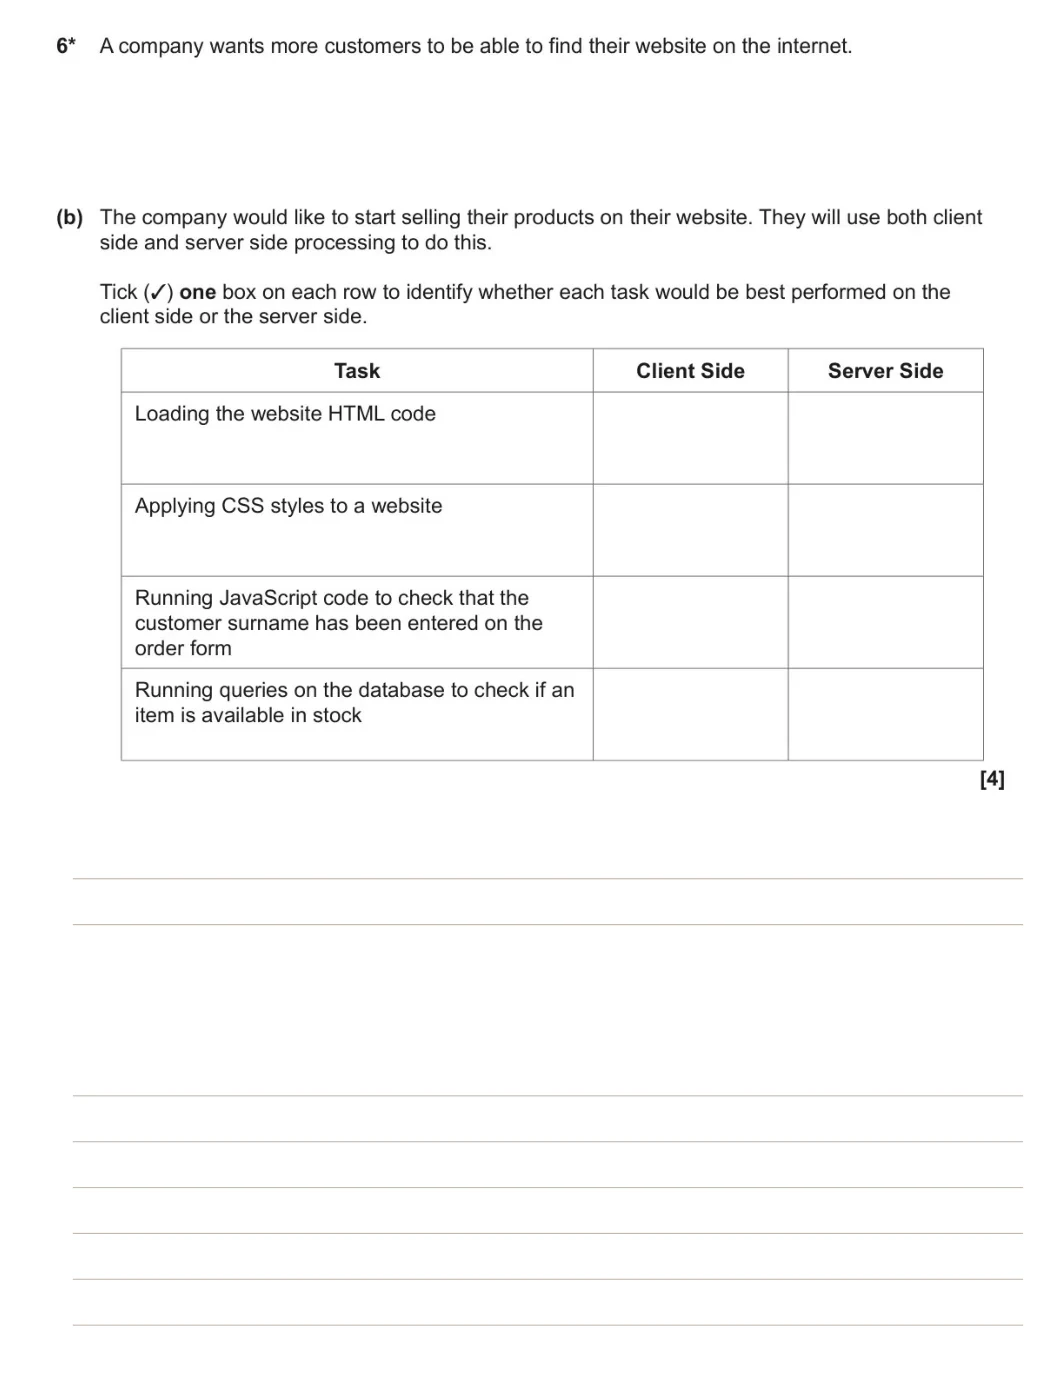 6* A company wants more customers to be able to find their website on the internet.
(b) The company would like to start selling their products on their website. They will use both client
side and server side processing to do this.
Tick (✓) one box on each row to identify whether each task would be best performed on the
client side or the server side.
Task Client Side Server Side
Loading the website HTML code
Applying CSS styles to a website
Running JavaScript code to check that the
customer surname has been entered on the
order form
Running queries on the database to check if an
item is available in stock
[4]